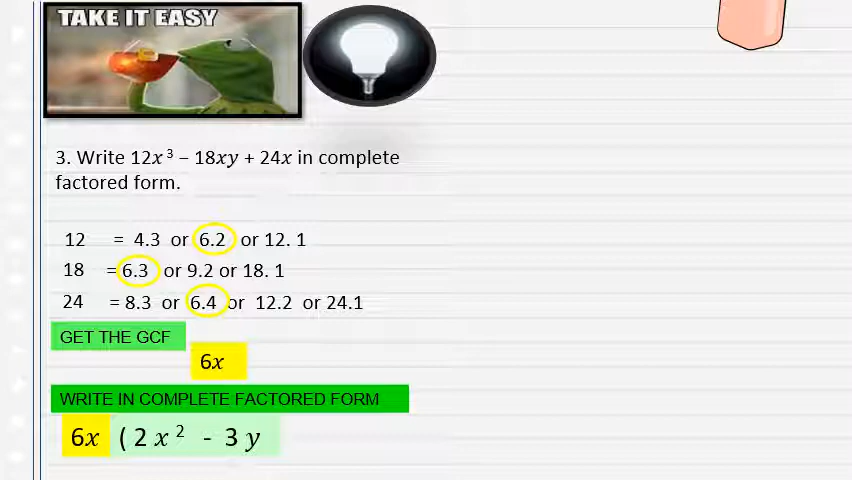 TAKE IT EASY
3. Write 12x³ − 18xy + 24x in complete
factored form.
12 = 4.3 or 6.2 or 12. 1
18 = 6.3 or 9.2 or 18. 1
24 = 8.3 or 6.4 or 12.2 or 24.1
GET THE GCF
6x
WRITE IN COMPLETE FACTORED FORM
6x ( 2 x² - 3 y